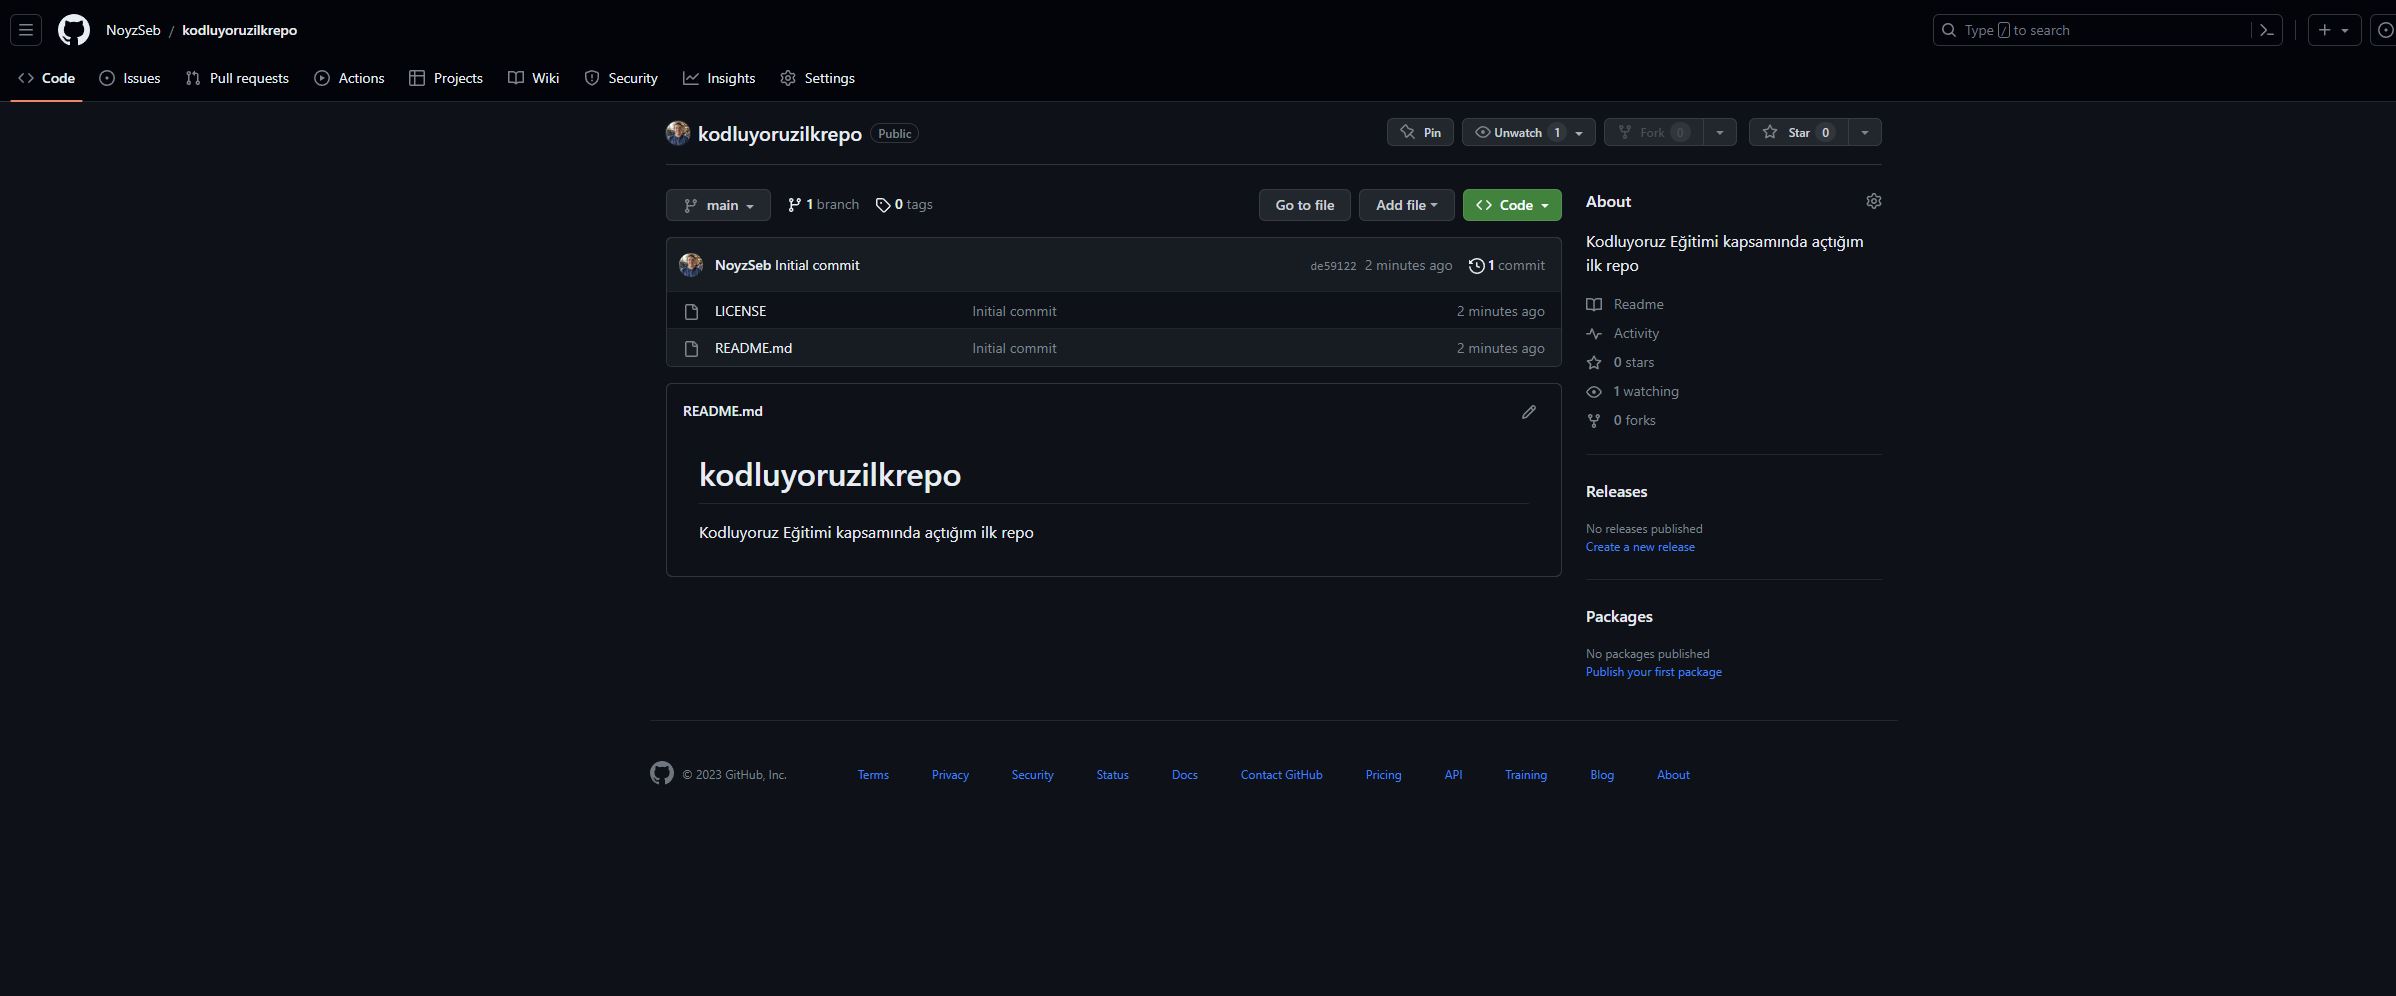 NoyzSeb / kodluyoruzilkrepo
Type / to search
Code Issues Pull requests Actions Projects Wiki Security Insights Settings
kodluyoruzilkrepo Public
Pin Unwatch 1 Fork 0 Star 0
main 1 branch 0 tags
Go to file Add file Code
NoyzSeb Initial commit de59122 2 minutes ago 1 commit
LICENSE Initial commit 2 minutes ago
README.md Initial commit 2 minutes ago
README.md
kodluyoruzilkrepo
Kodluyoruz Eğitimi kapsamında açtığım ilk repo
About
Kodluyoruz Eğitimi kapsamında açtığım
ilk repo
Readme
Activity
0 stars
1 watching
0 forks
Releases
No releases published
Create a new release
Packages
No packages published
Publish your first package
© 2023 GitHub, Inc. Terms Privacy Security Status Docs Contact GitHub Pricing API Training Blog About